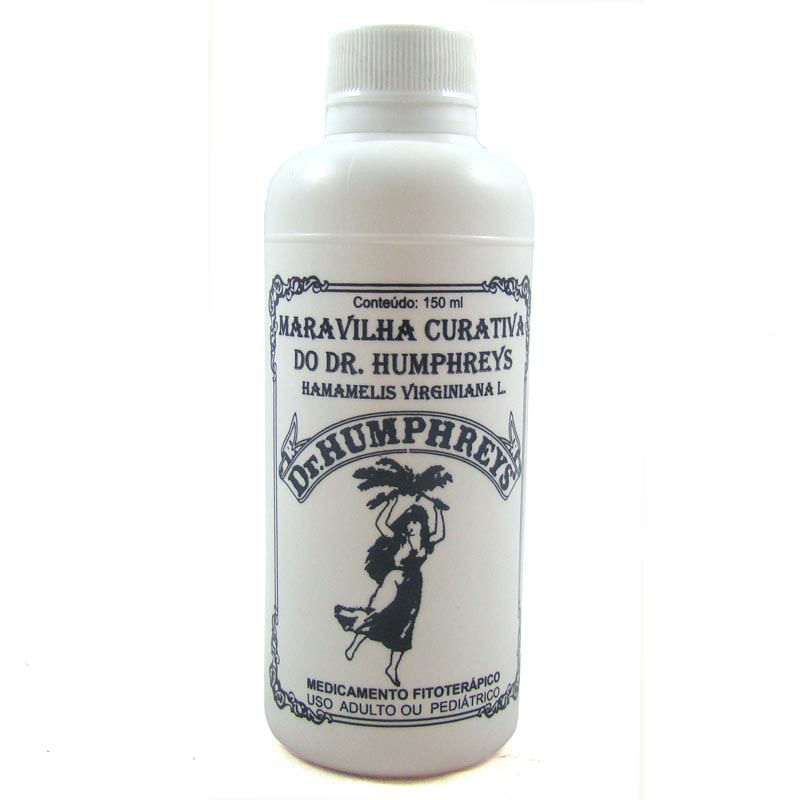 Conteúdo: 150 ml
MARAVILHA CURATIVA
DO DR. HUMPHREYS
HAMAMELIS VIRGINIANA L.
DR. HUMPHREYS'
MEDICAMENTO FITOTERÁPICO
USO ADULTO OU PEDIÁTRICO